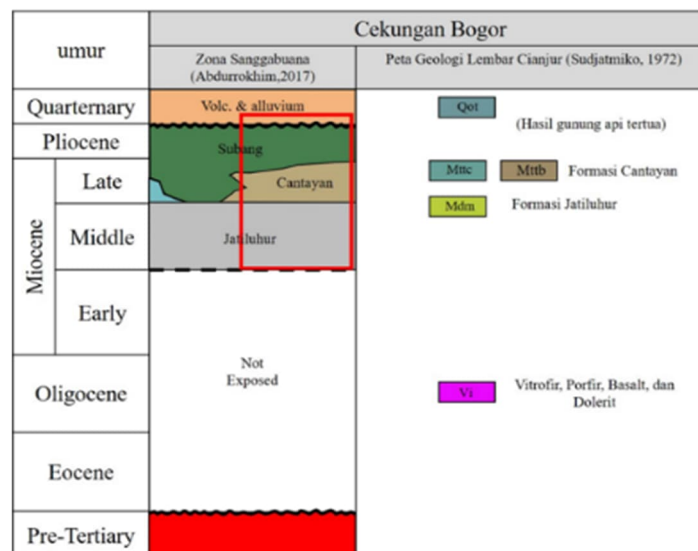 Cekungan Bogor
umur
Zona Sanggabuana
(Abdurrokhim,2017)
Peta Geologi Lembar Cianjur (Sudjatmiko, 1972)
Quarternary
Volc. & alluvium
Qot
(Hasil gunung api tertua)
Pliocene
Subang
Miocene
Late
Cantayan
Mttc
Mttb
Formasi Cantayan
Middle
Jatiluhur
Mdm
Formasi Jatiluhur
Early
Not
Exposed
Oligocene
Vi
Vitrofir, Porfir, Basalt, dan
Dolerit
Eocene
Pre-Tertiary